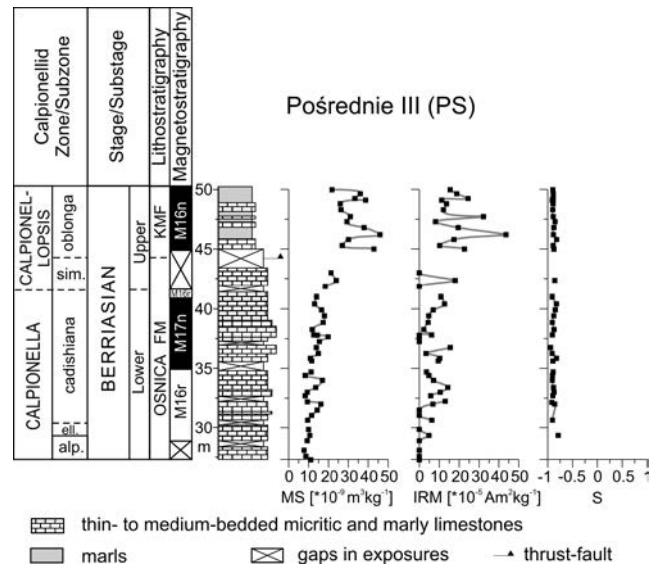 Pośrednie III (PS)
Calpionellid
Zone/Subzone
Stage/Substage
Lithostratigraphy
Magnetostratigraphy
CALPIONEL-
LOPSIS
oblonga
sim.
CALPIONELLA
cadishiana
ell.
alp.
BERRIASIAN
Upper
Lower
KMF
OSNICA FM
M16n
M16r
M17n
M16r
50
45
40
35
30
m
0 10 20 30 40 50
MS [*10-9 m3kg-1]
0 10 20 30 40 50
IRM [*10-5 Am2kg-1]
-1 -0.5 0 0.5 1
S
thin- to medium-bedded micritic and marly limestones
marls
gaps in exposures
thrust-fault